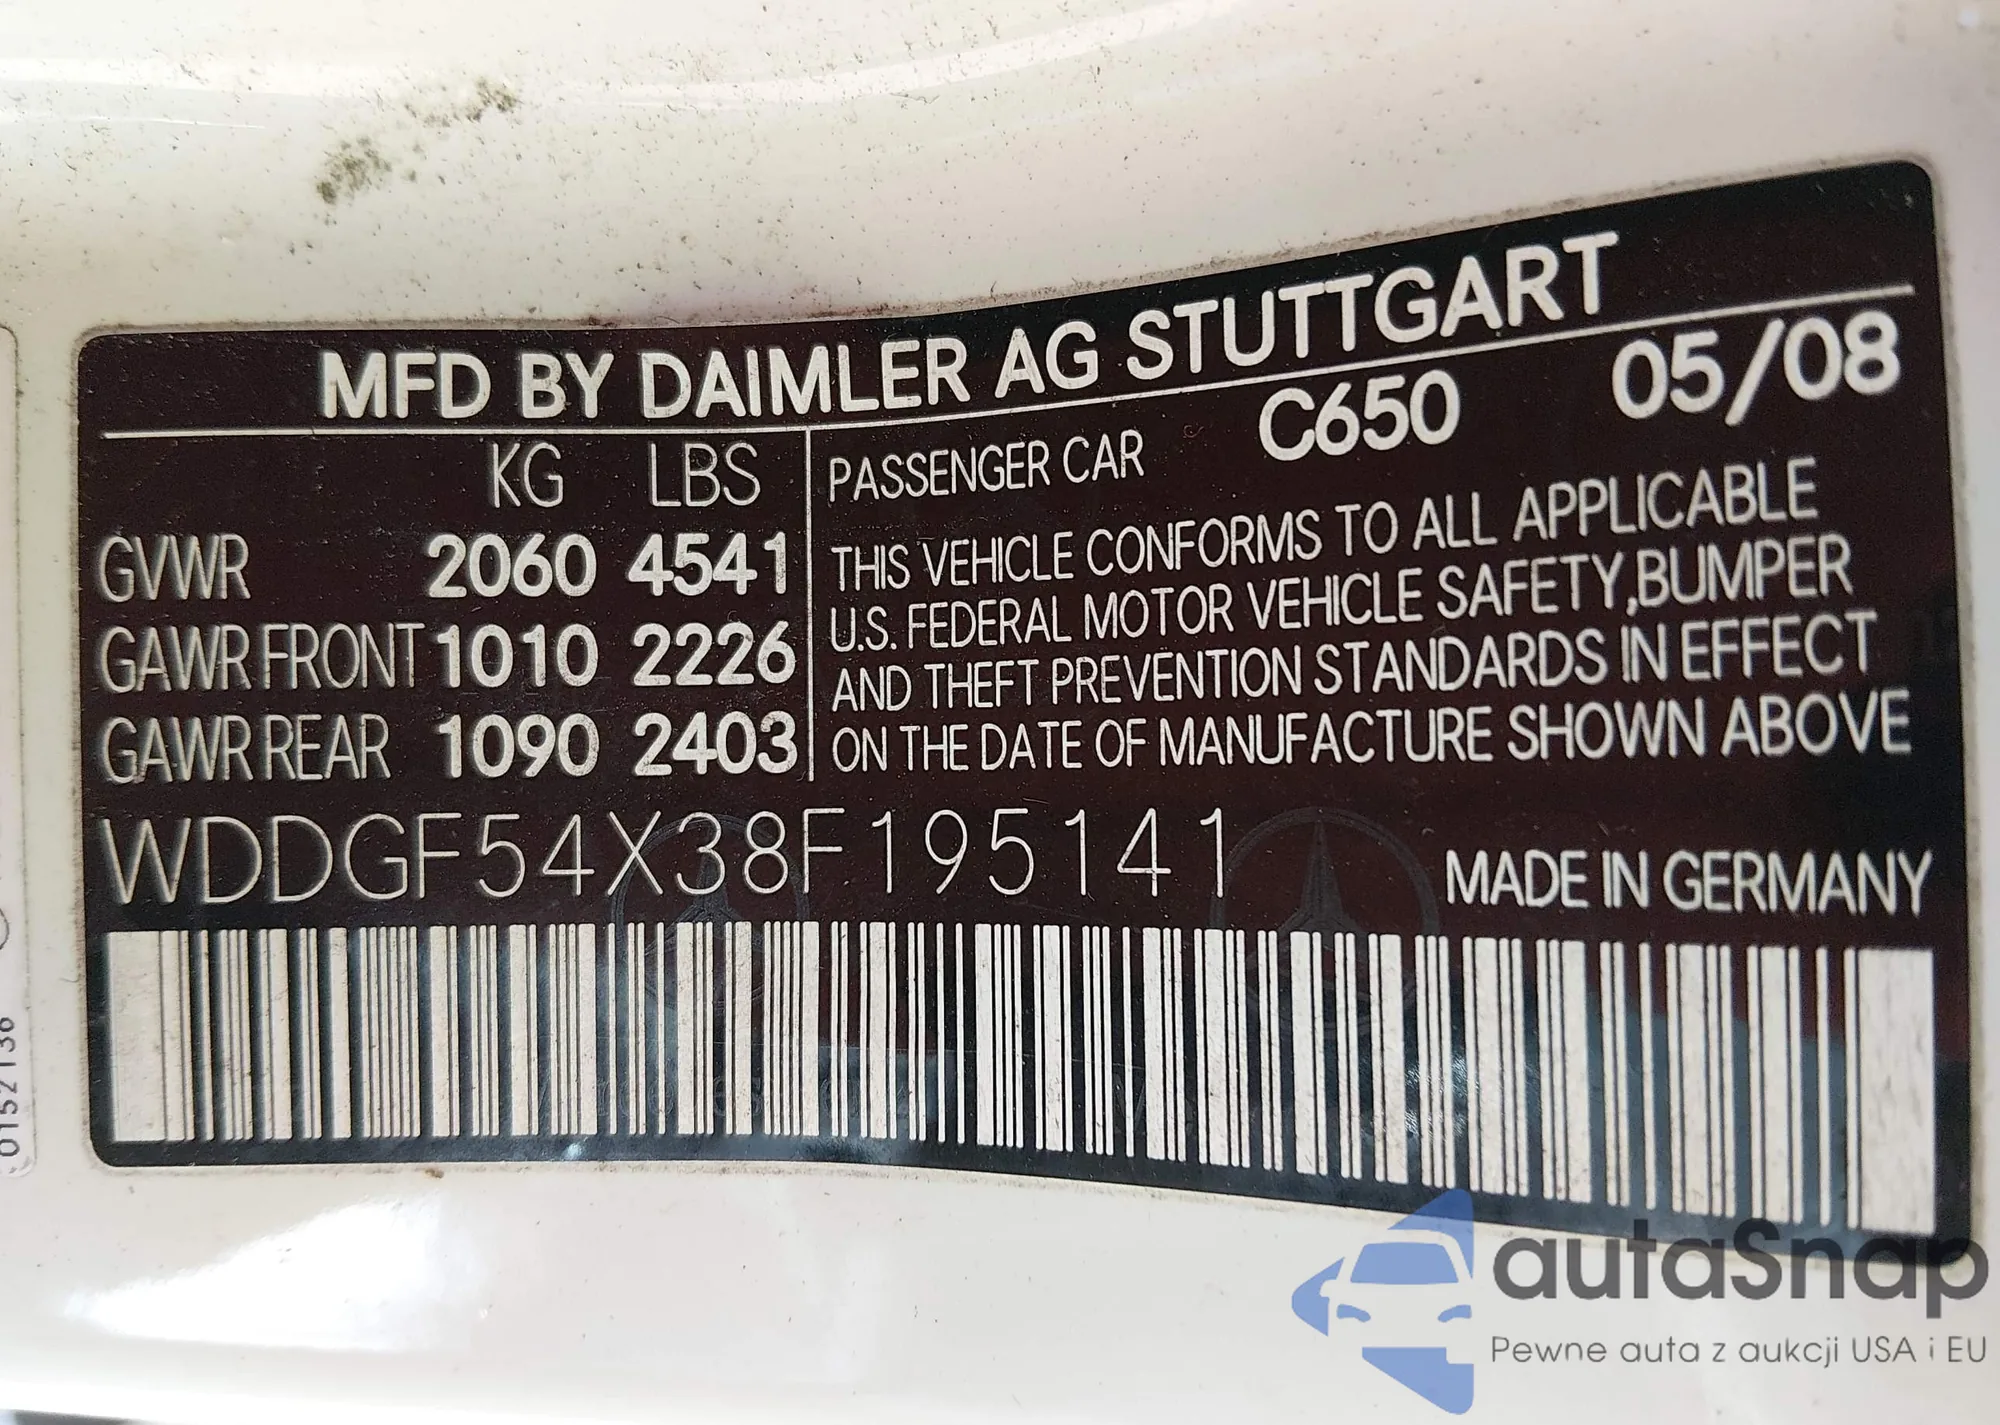 MFD BY DAIMLER AG STUTTGART
KG LBS
GVWR 2060 4541
GAWR FRONT 1010 2226
GAWR REAR 1090 2403
PASSENGER CAR C650 05/08
THIS VEHICLE CONFORMS TO ALL APPLICABLE
U.S. FEDERAL MOTOR VEHICLE SAFETY,BUMPER
AND THEFT PREVENTION STANDARDS IN EFFECT
ON THE DATE OF MANUFACTURE SHOWN ABOVE
WDDGF54X38F195141
MADE IN GERMANY
0152136
autaSnap
Pewne auta z aukcji USA i EU